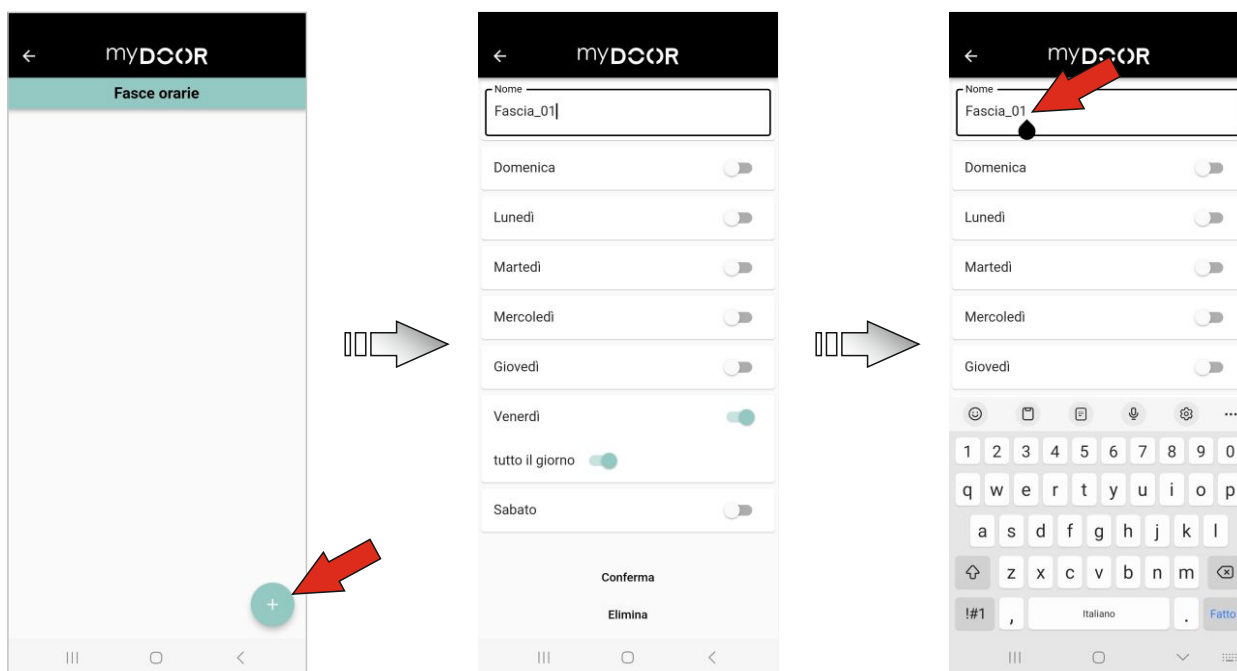 myDOOR
Fasce orarie
+
myDOOR
Nome
Fascia_01
Domenica
Lunedì
Martedì
Mercoledì
Giovedì
Venerdì
tutto il giorno
Sabato
Conferma
Elimina
myDOOR
Nome
Fascia_01
Domenica
Lunedì
Martedì
Mercoledì
Giovedì
1 2 3 4 5 6 7 8 9 0
q w e r t y u i o p
a s d f g h j k l
z x c v b n m
!#1 , Italiano . Fatto